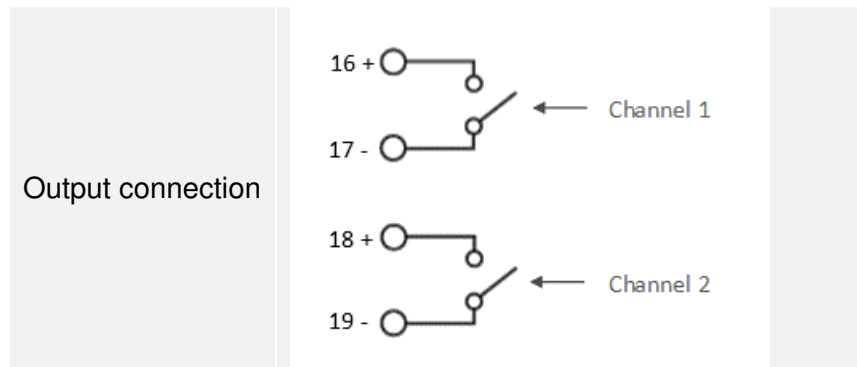 Output connection
16 +
Channel 1
17 -
18 +
Channel 2
19 -